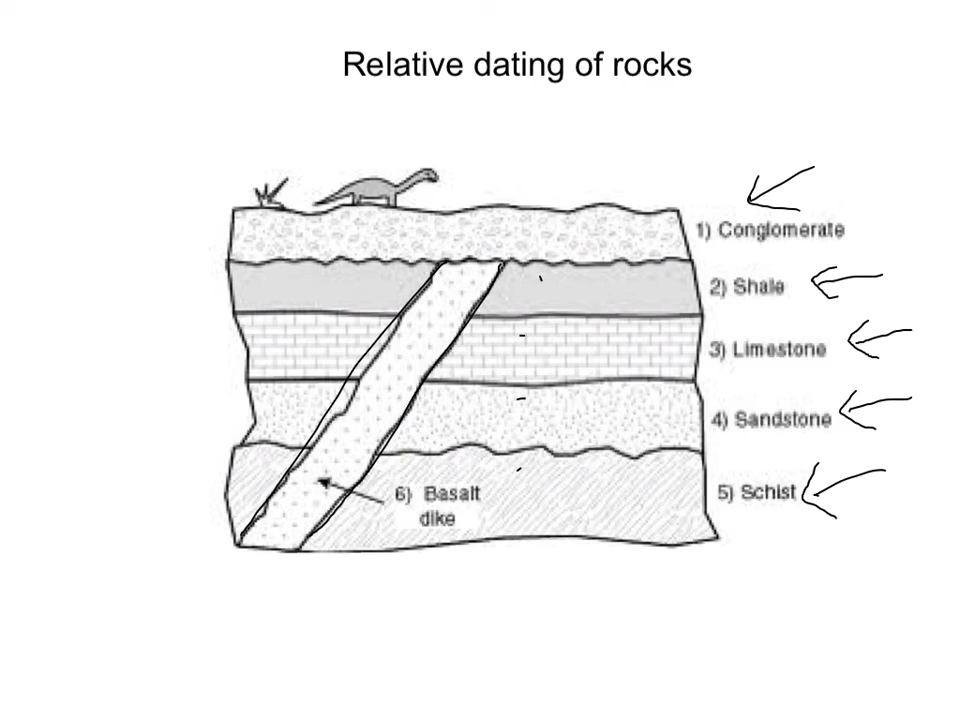 Relative dating of rocks
1) Conglomerate
2) Shale
3) Limestone
4) Sandstone
5) Schist
6) Basalt
dike